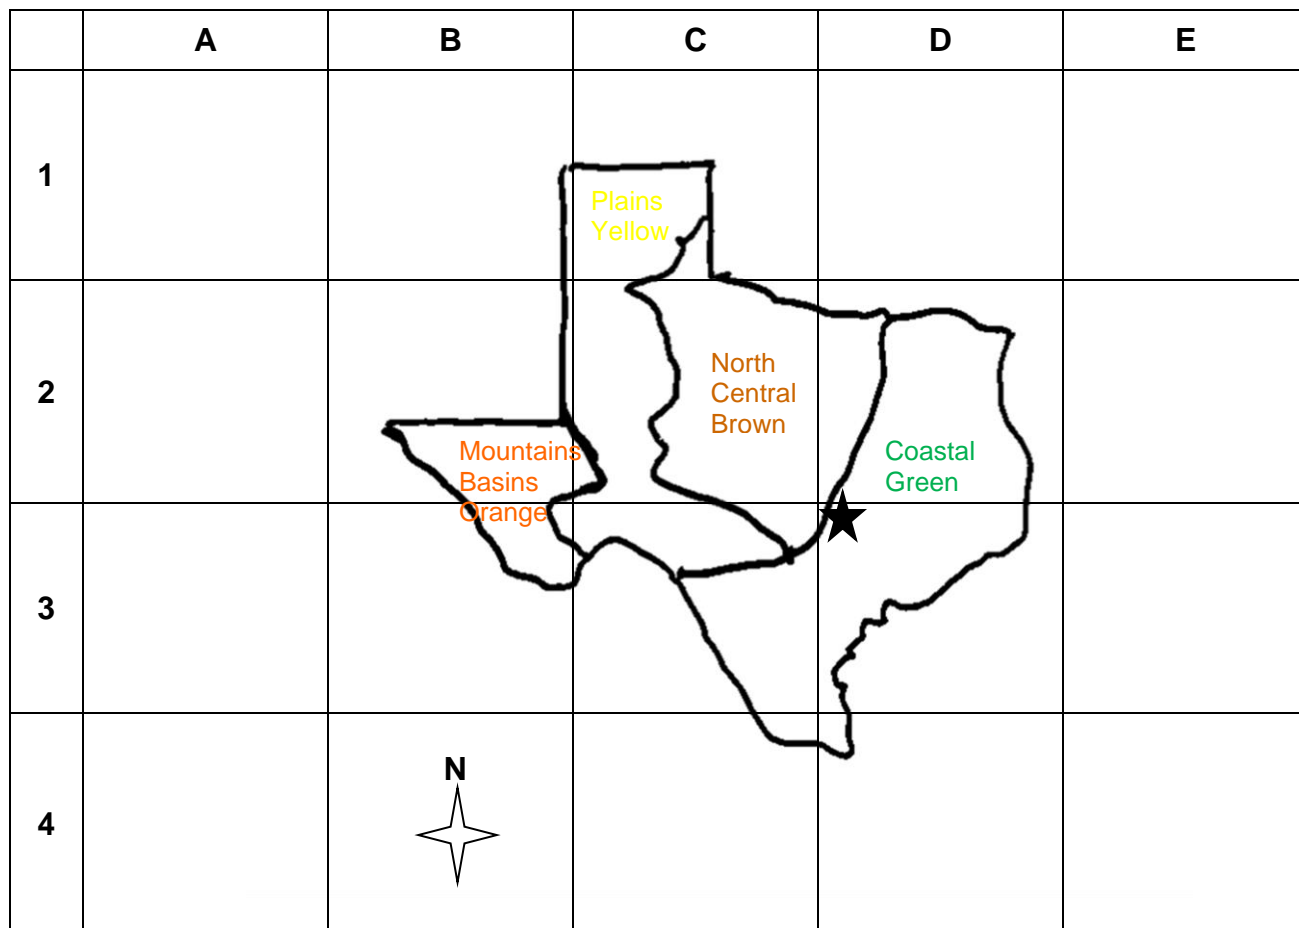 A B C D E
1
Plains
Yellow
2
North
Central
Brown
Mountains
Basins
Orange
Coastal
Green
3
4
N